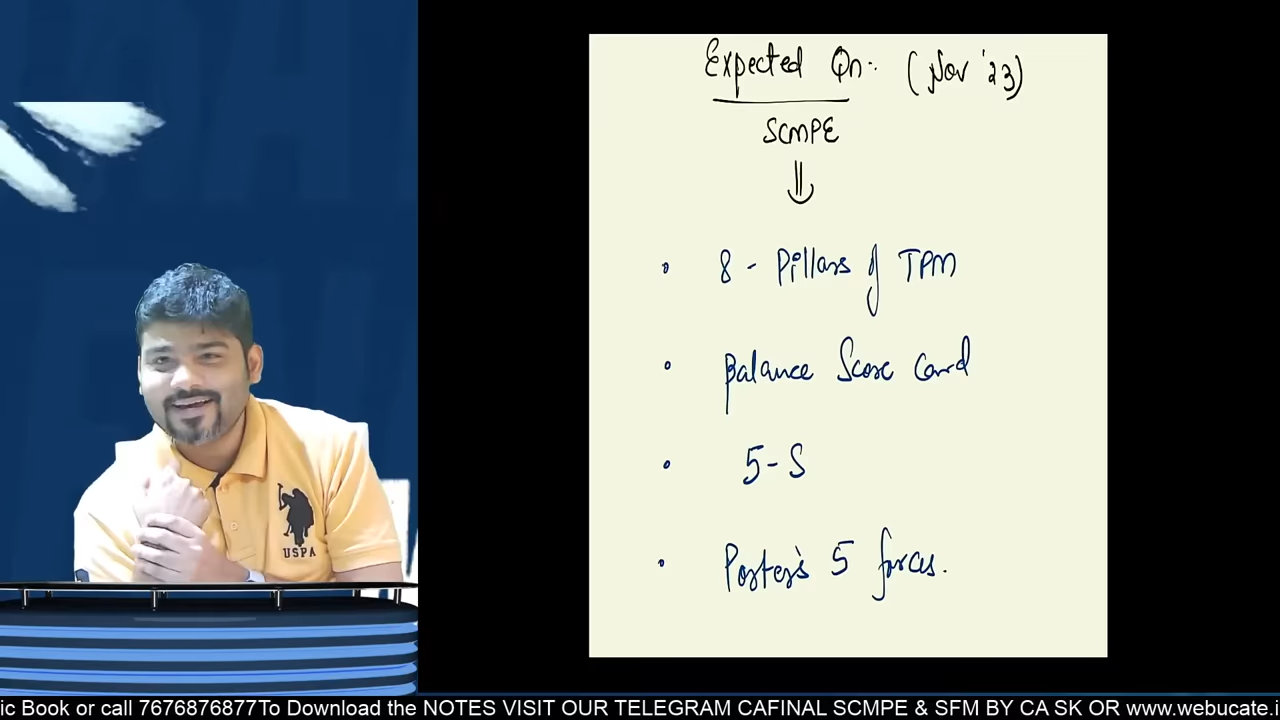 Expected Qn:- (Nov '23)
SCMPE
• 8 - Pillars of TPM
• Balance Score Card
• 5-S
• Porter's 5 forces.
USPA
ic Book or call 7676876877To Download the NOTES VISIT OUR TELEGRAM CAFINAL SCMPE & SFM BY CA SK OR www.webucate.i